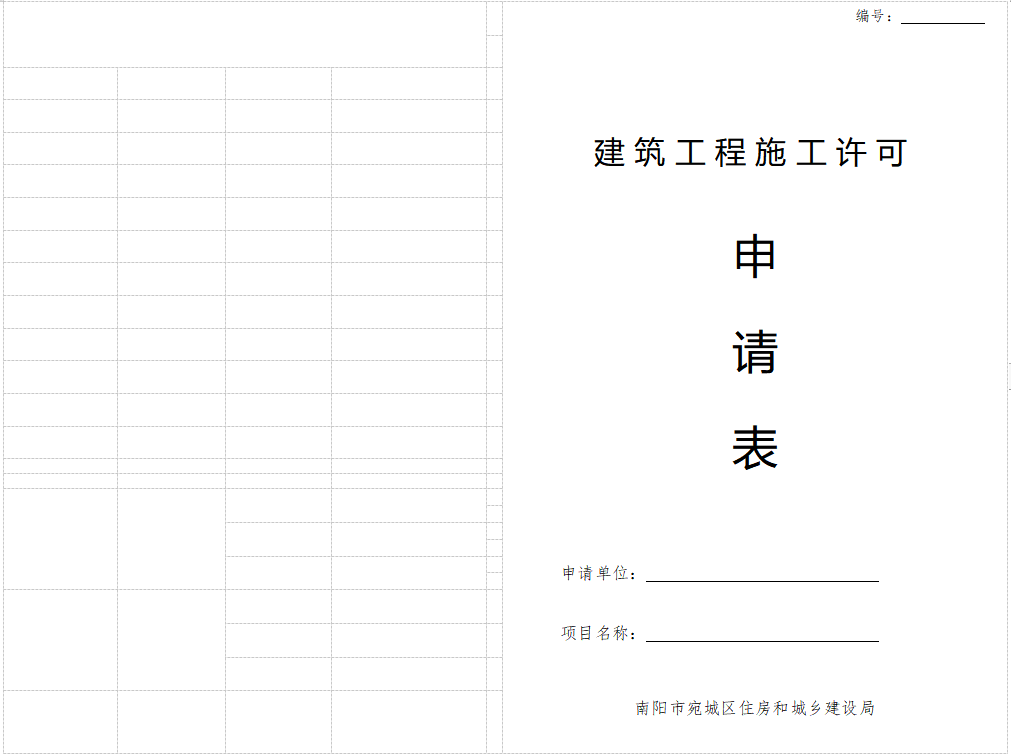 编号：
建筑工程施工许可
申
请
表
申请单位：
项目名称：
南阳市宛城区住房和城乡建设局